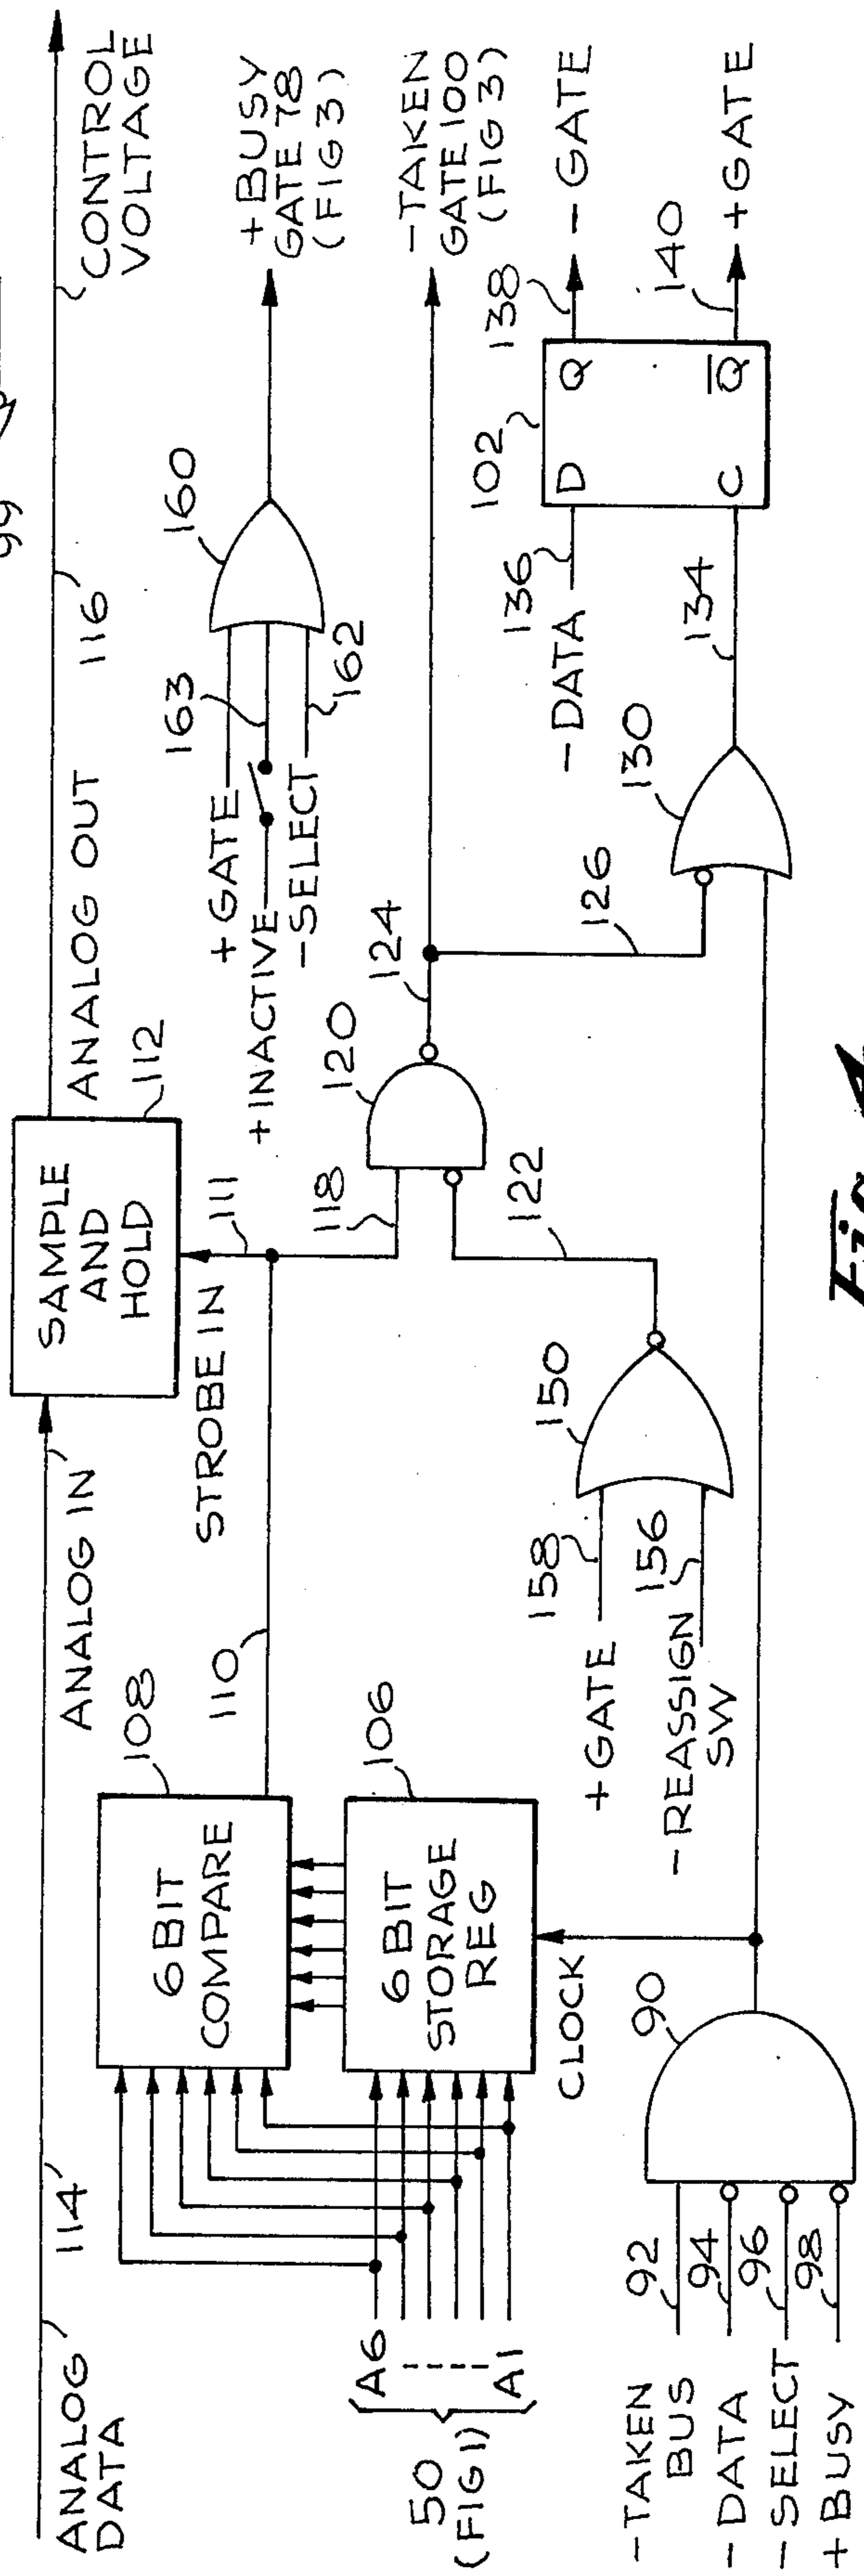 99
ANALOG
DATA
114
ANALOG IN
SAMPLE
AND
HOLD
112
ANALOG OUT
116
CONTROL
VOLTAGE
50
(FIG 1)
A6
A1
6 BIT
COMPARE
108
6 BIT
STORAGE
REG
106
CLOCK
110
STROBE IN
111
118
120
122
124
126
+ GATE
+ INACTIVE
- SELECT
163
162
160
+ BUSY
GATE 78
(FIG 3)
- TAKEN
GATE 100
(FIG 3)
+ GATE
158
- REASSIGN
SW
156
150
- TAKEN
BUS
- DATA
- SELECT
+ BUSY
92
94
96
98
90
130
134
- DATA
136
102
D
Q
C
Q̅
138
- GATE
140
+ GATE